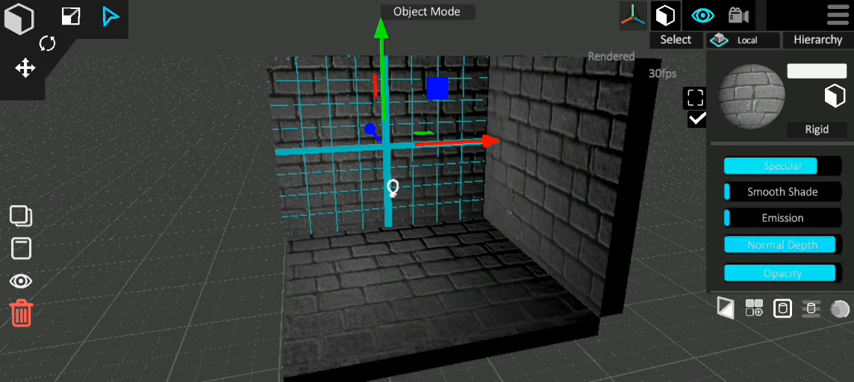 Object Mode
Select
Local
Hierarchy
Rendered
30fps
Rigid
Specular
Smooth Shade
Emission
Normal Depth
Opacity